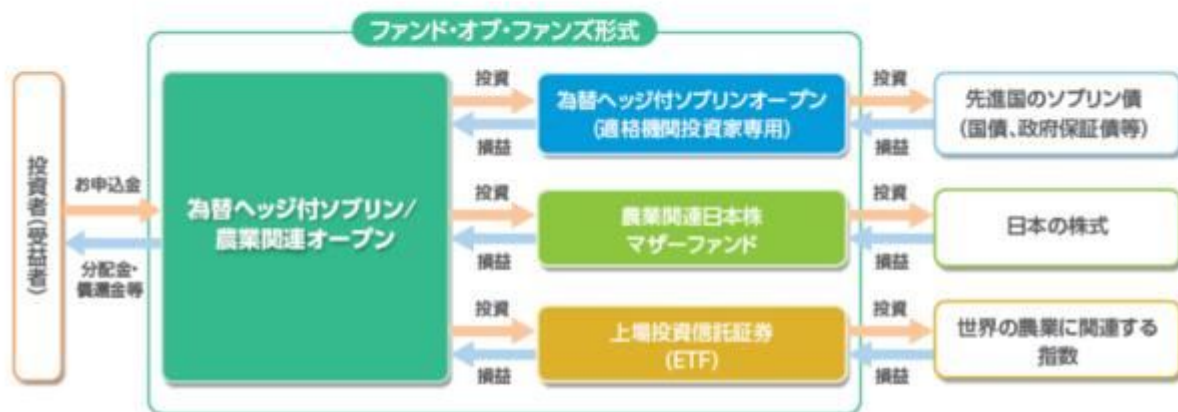 ファンド・オブ・ファンズ形式
投資者(受益者)
お申込金
分配金・
償還金等
為替ヘッジ付ソブリン/
農業関連オープン
投資
損益
為替ヘッジ付ソブリンオープン
(適格機関投資家専用)
投資
損益
先進国のソブリン債
(国債、政府保証債等)
投資
損益
農業関連日本株
マザーファンド
投資
損益
日本の株式
投資
損益
上場投資信託証券
(ETF)
投資
損益
世界の農業に関連する
指数